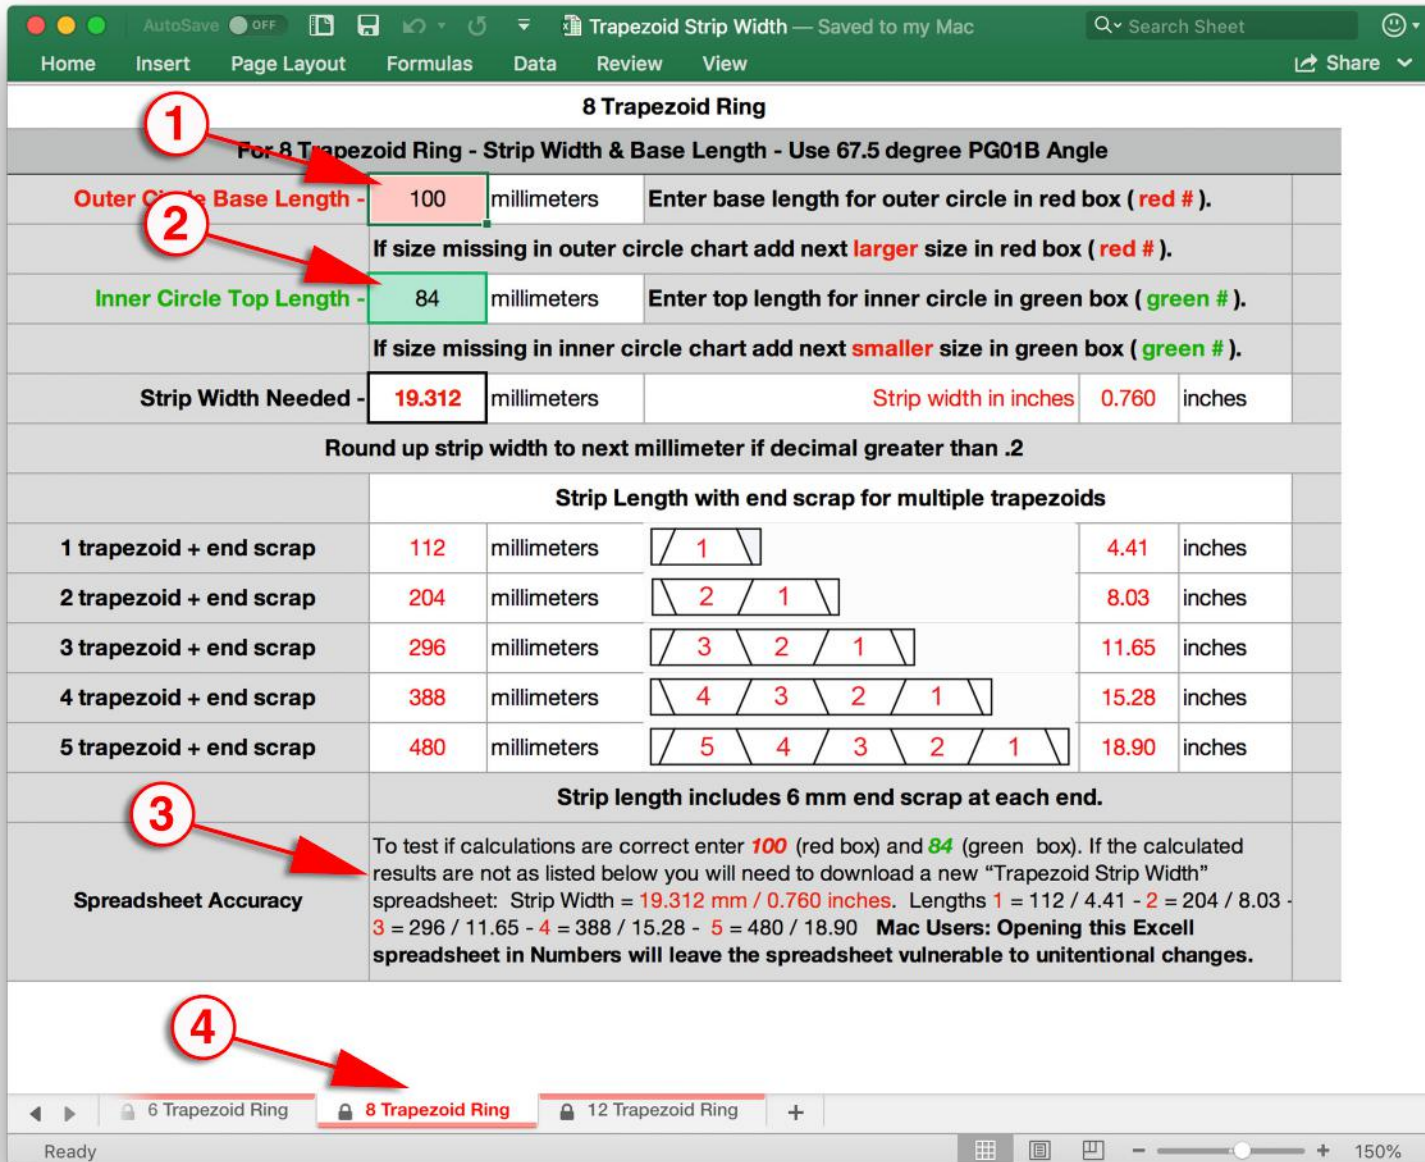 AutoSave OFF Trapezoid Strip Width — Saved to my Mac Search Sheet
Home Insert Page Layout Formulas Data Review View Share
8 Trapezoid Ring
1
For 8 Trapezoid Ring - Strip Width & Base Length - Use 67.5 degree PG01B Angle
Outer Circle Base Length - 100 millimeters Enter base length for outer circle in red box ( red # ).
2
If size missing in outer circle chart add next larger size in red box ( red # ).
Inner Circle Top Length - 84 millimeters Enter top length for inner circle in green box ( green # ).
If size missing in inner circle chart add next smaller size in green box ( green # ).
Strip Width Needed - 19.312 millimeters Strip width in inches 0.760 inches
Round up strip width to next millimeter if decimal greater than .2
Strip Length with end scrap for multiple trapezoids
1 trapezoid + end scrap 112 millimeters 1 4.41 inches
2 trapezoid + end scrap 204 millimeters 2 1 8.03 inches
3 trapezoid + end scrap 296 millimeters 3 2 1 11.65 inches
4 trapezoid + end scrap 388 millimeters 4 3 2 1 15.28 inches
5 trapezoid + end scrap 480 millimeters 5 4 3 2 1 18.90 inches
Strip length includes 6 mm end scrap at each end.
3
Spreadsheet Accuracy
To test if calculations are correct enter 100 (red box) and 84 (green box). If the calculated
results are not as listed below you will need to download a new “Trapezoid Strip Width”
spreadsheet: Strip Width = 19.312 mm / 0.760 inches. Lengths 1 = 112 / 4.41 - 2 = 204 / 8.03 -
3 = 296 / 11.65 - 4 = 388 / 15.28 - 5 = 480 / 18.90 Mac Users: Opening this Excell
spreadsheet in Numbers will leave the spreadsheet vulnerable to unitentional changes.
4
6 Trapezoid Ring 8 Trapezoid Ring 12 Trapezoid Ring +
Ready - + 150%